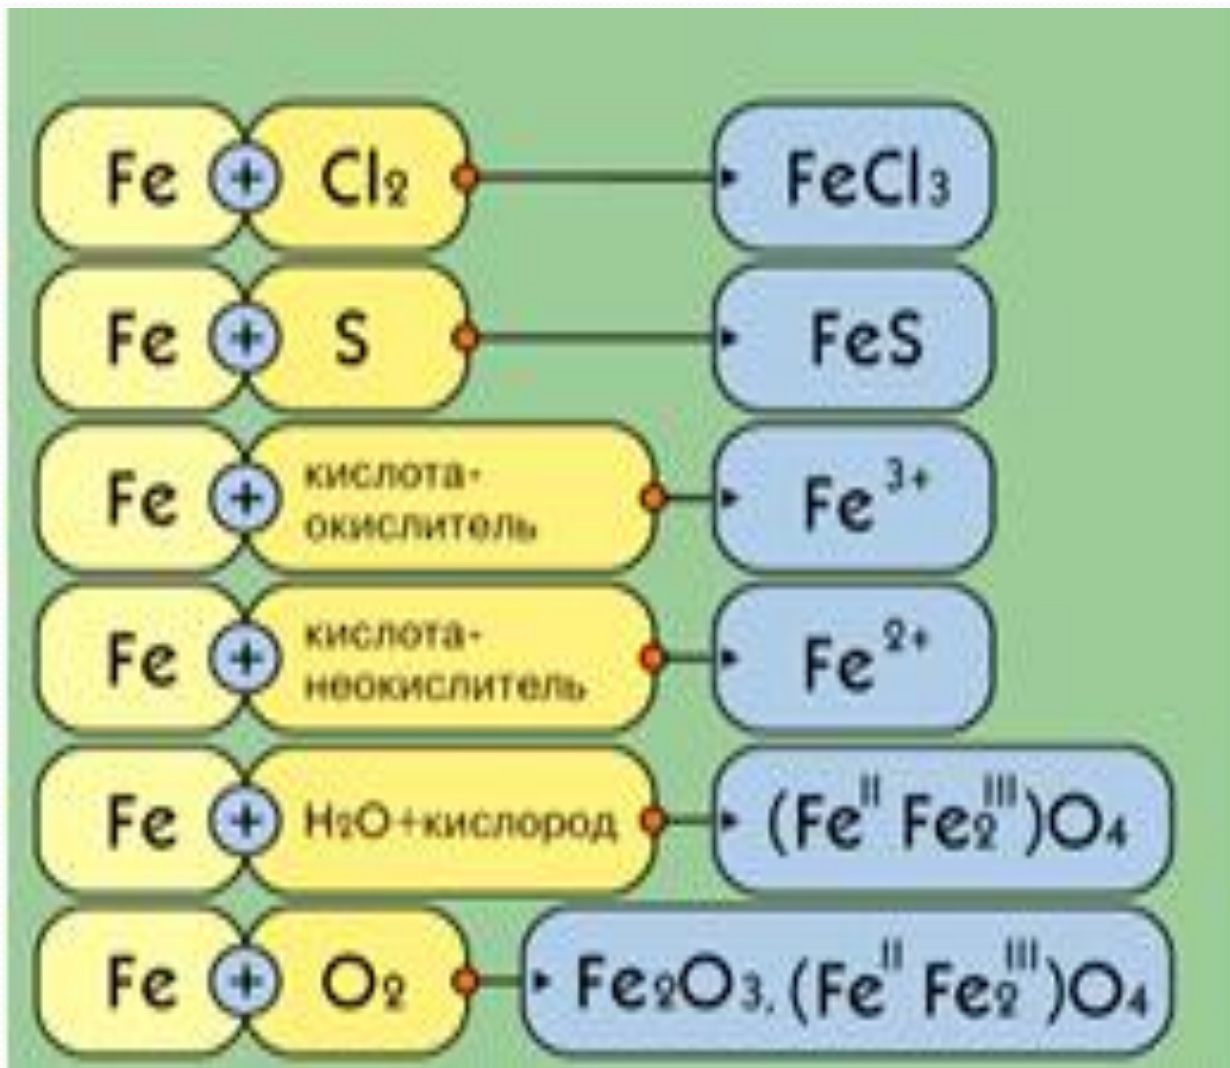 Fe + Cl₂ FeCl₃
Fe + S FeS
Fe + кислота-
окислитель Fe³⁺
Fe + кислота-
неокислитель Fe²⁺
Fe + H₂O+кислород (Feᴵᴵ Fe₂ᴵᴵᴵ)O₄
Fe + O₂ Fe₂O₃, (Feᴵᴵ Fe₂ᴵᴵᴵ)O₄